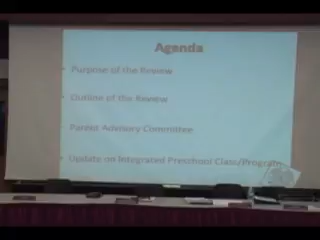 Agenda
• Purpose of the Review
• Outline of the Review
Parent Advisory Committee
• Update on Integrated Preschool Class/Program